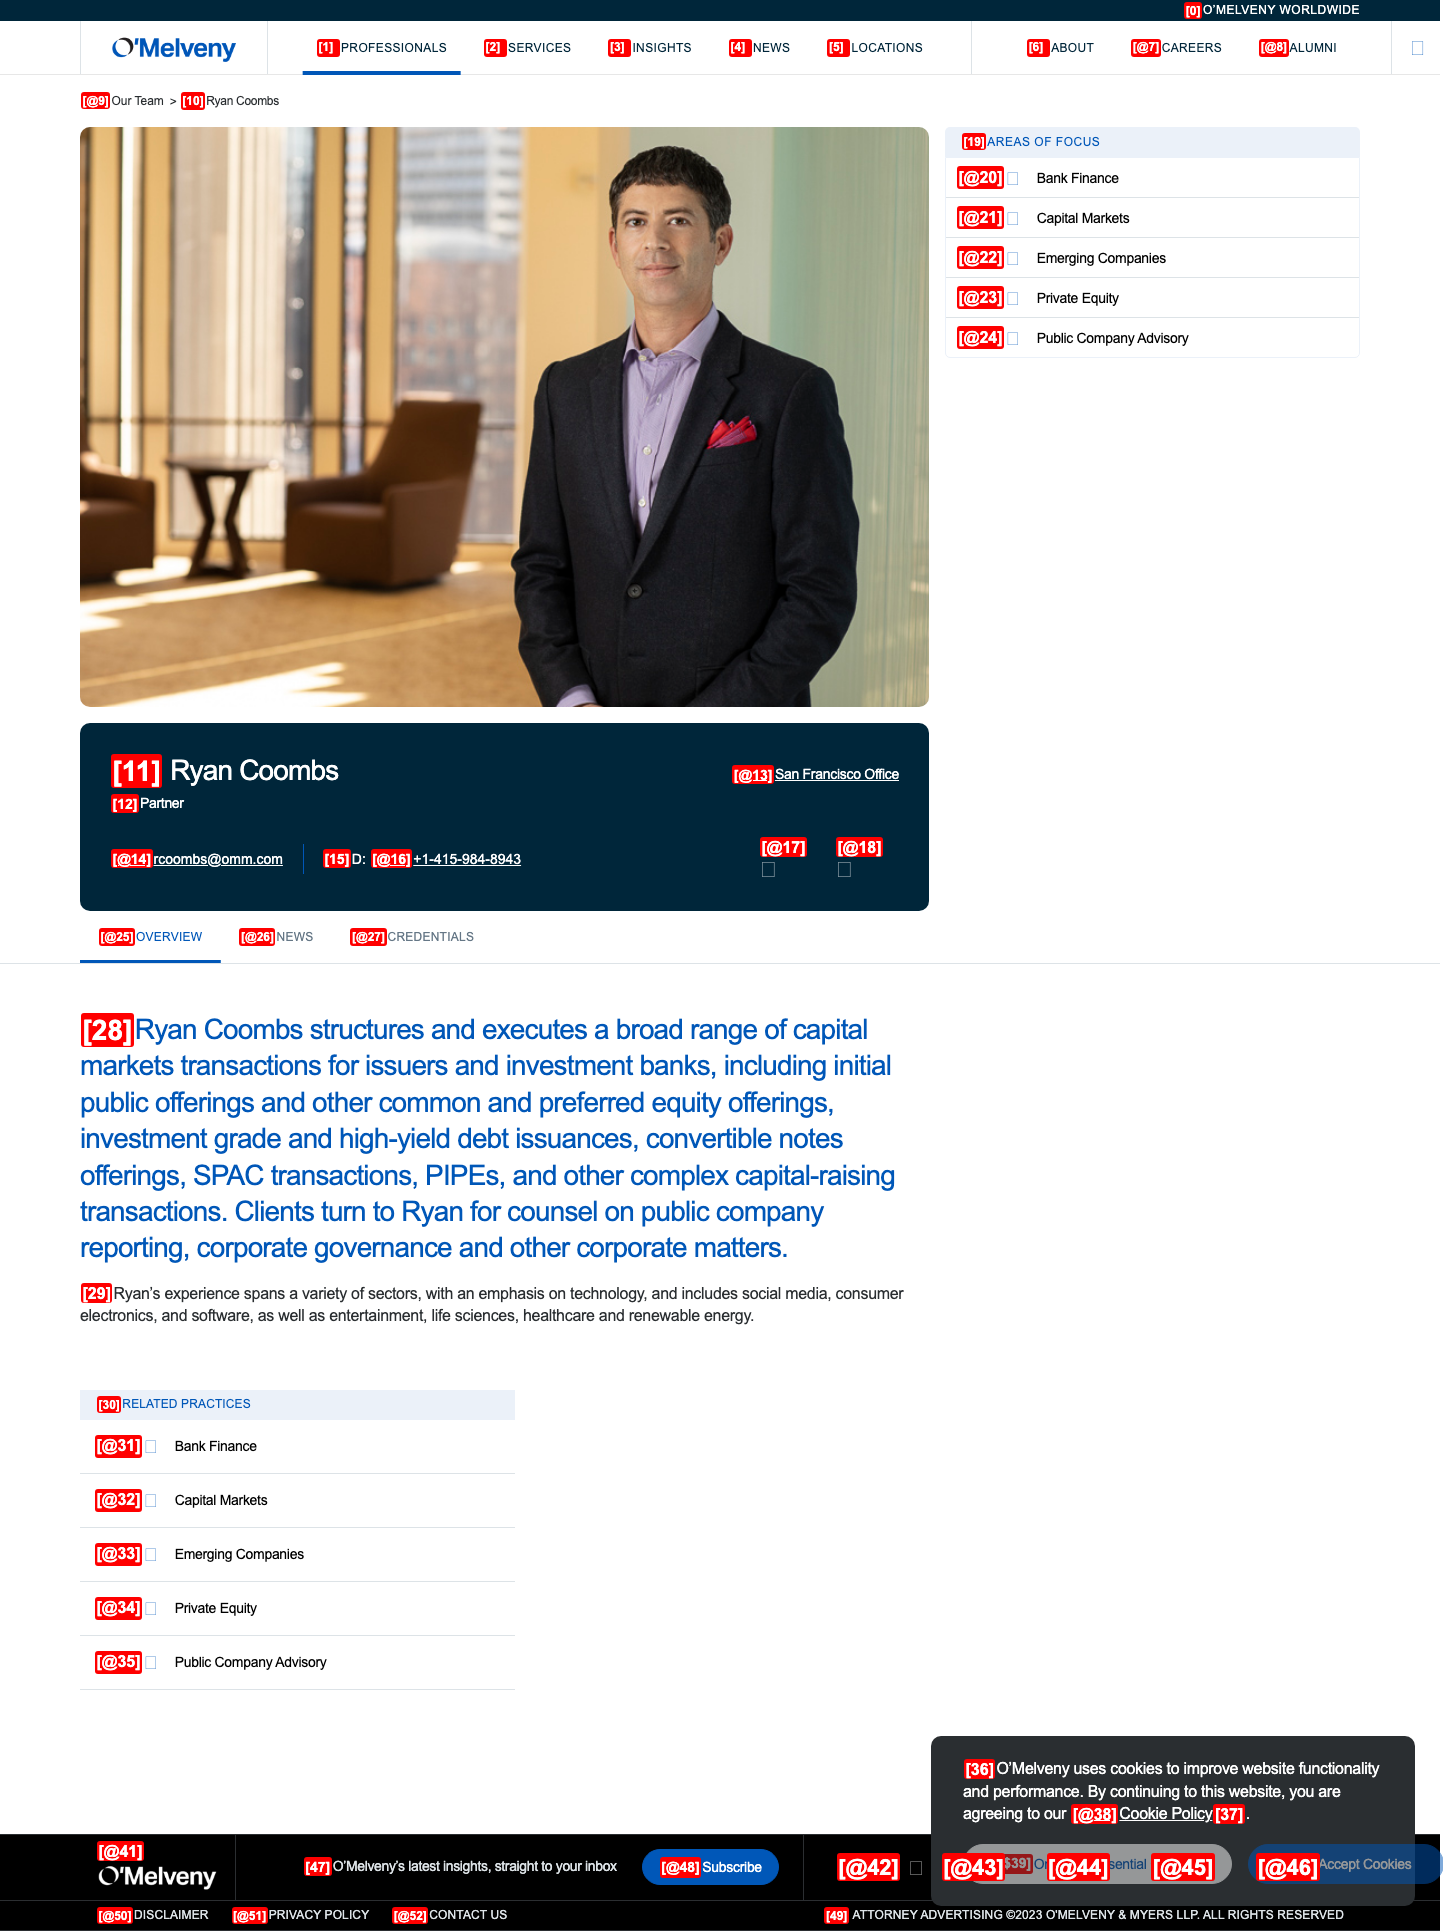 [0] O'MELVENY WORLDWIDE
O'Melveny
[1] PROFESSIONALS
[2] SERVICES
[3] INSIGHTS
[4] NEWS
[5] LOCATIONS
[6] ABOUT
[@7] CAREERS
[@8] ALUMNI
[@9] Our Team > [10] Ryan Coombs
[19] AREAS OF FOCUS
[@20] Bank Finance
[@21] Capital Markets
[@22] Emerging Companies
[@23] Private Equity
[@24] Public Company Advisory
[11] Ryan Coombs
[12] Partner
[@13] San Francisco Office
[@14] rcoombs@omm.com
[15] D: [@16] +1-415-984-8943
[@17] [@18]
[@25] OVERVIEW
[@26] NEWS
[@27] CREDENTIALS
[28] Ryan Coombs structures and executes a broad range of capital
markets transactions for issuers and investment banks, including initial
public offerings and other common and preferred equity offerings,
investment grade and high-yield debt issuances, convertible notes
offerings, SPAC transactions, PIPEs, and other complex capital-raising
transactions. Clients turn to Ryan for counsel on public company
reporting, corporate governance and other corporate matters.
[29] Ryan's experience spans a variety of sectors, with an emphasis on technology, and includes social media, consumer
electronics, and software, as well as entertainment, life sciences, healthcare and renewable energy.
[30] RELATED PRACTICES
[@31] Bank Finance
[@32] Capital Markets
[@33] Emerging Companies
[@34] Private Equity
[@35] Public Company Advisory
[36] O'Melveny uses cookies to improve website functionality
and performance. By continuing to this website, you are
agreeing to our [@38] Cookie Policy [37] .
[@41]
O'Melveny
[47] O'Melveny's latest insights, straight to your inbox
[@48] Subscribe
[@42] [@43] $39] [@44] [@45] [@46] Accept Cookies
[@50] DISCLAIMER
[@51] PRIVACY POLICY
[@52] CONTACT US
[49] ATTORNEY ADVERTISING ©2023 O'MELVENY & MYERS LLP. ALL RIGHTS RESERVED